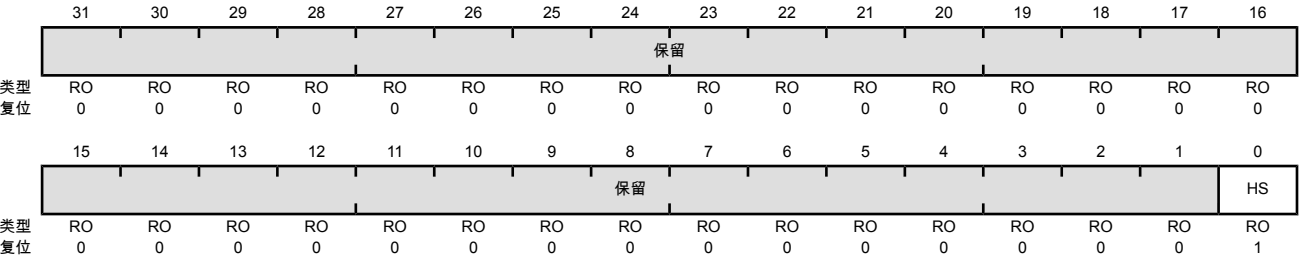 31 30 29 28 27 26 25 24 23 22 21 20 19 18 17 16
保留
类型 RO RO RO RO RO RO RO RO RO RO RO RO RO RO RO RO
复位 0 0 0 0 0 0 0 0 0 0 0 0 0 0 0 0
15 14 13 12 11 10 9 8 7 6 5 4 3 2 1 0
保留 HS
类型 RO RO RO RO RO RO RO RO RO RO RO RO RO RO RO RO
复位 0 0 0 0 0 0 0 0 0 0 0 0 0 0 0 1